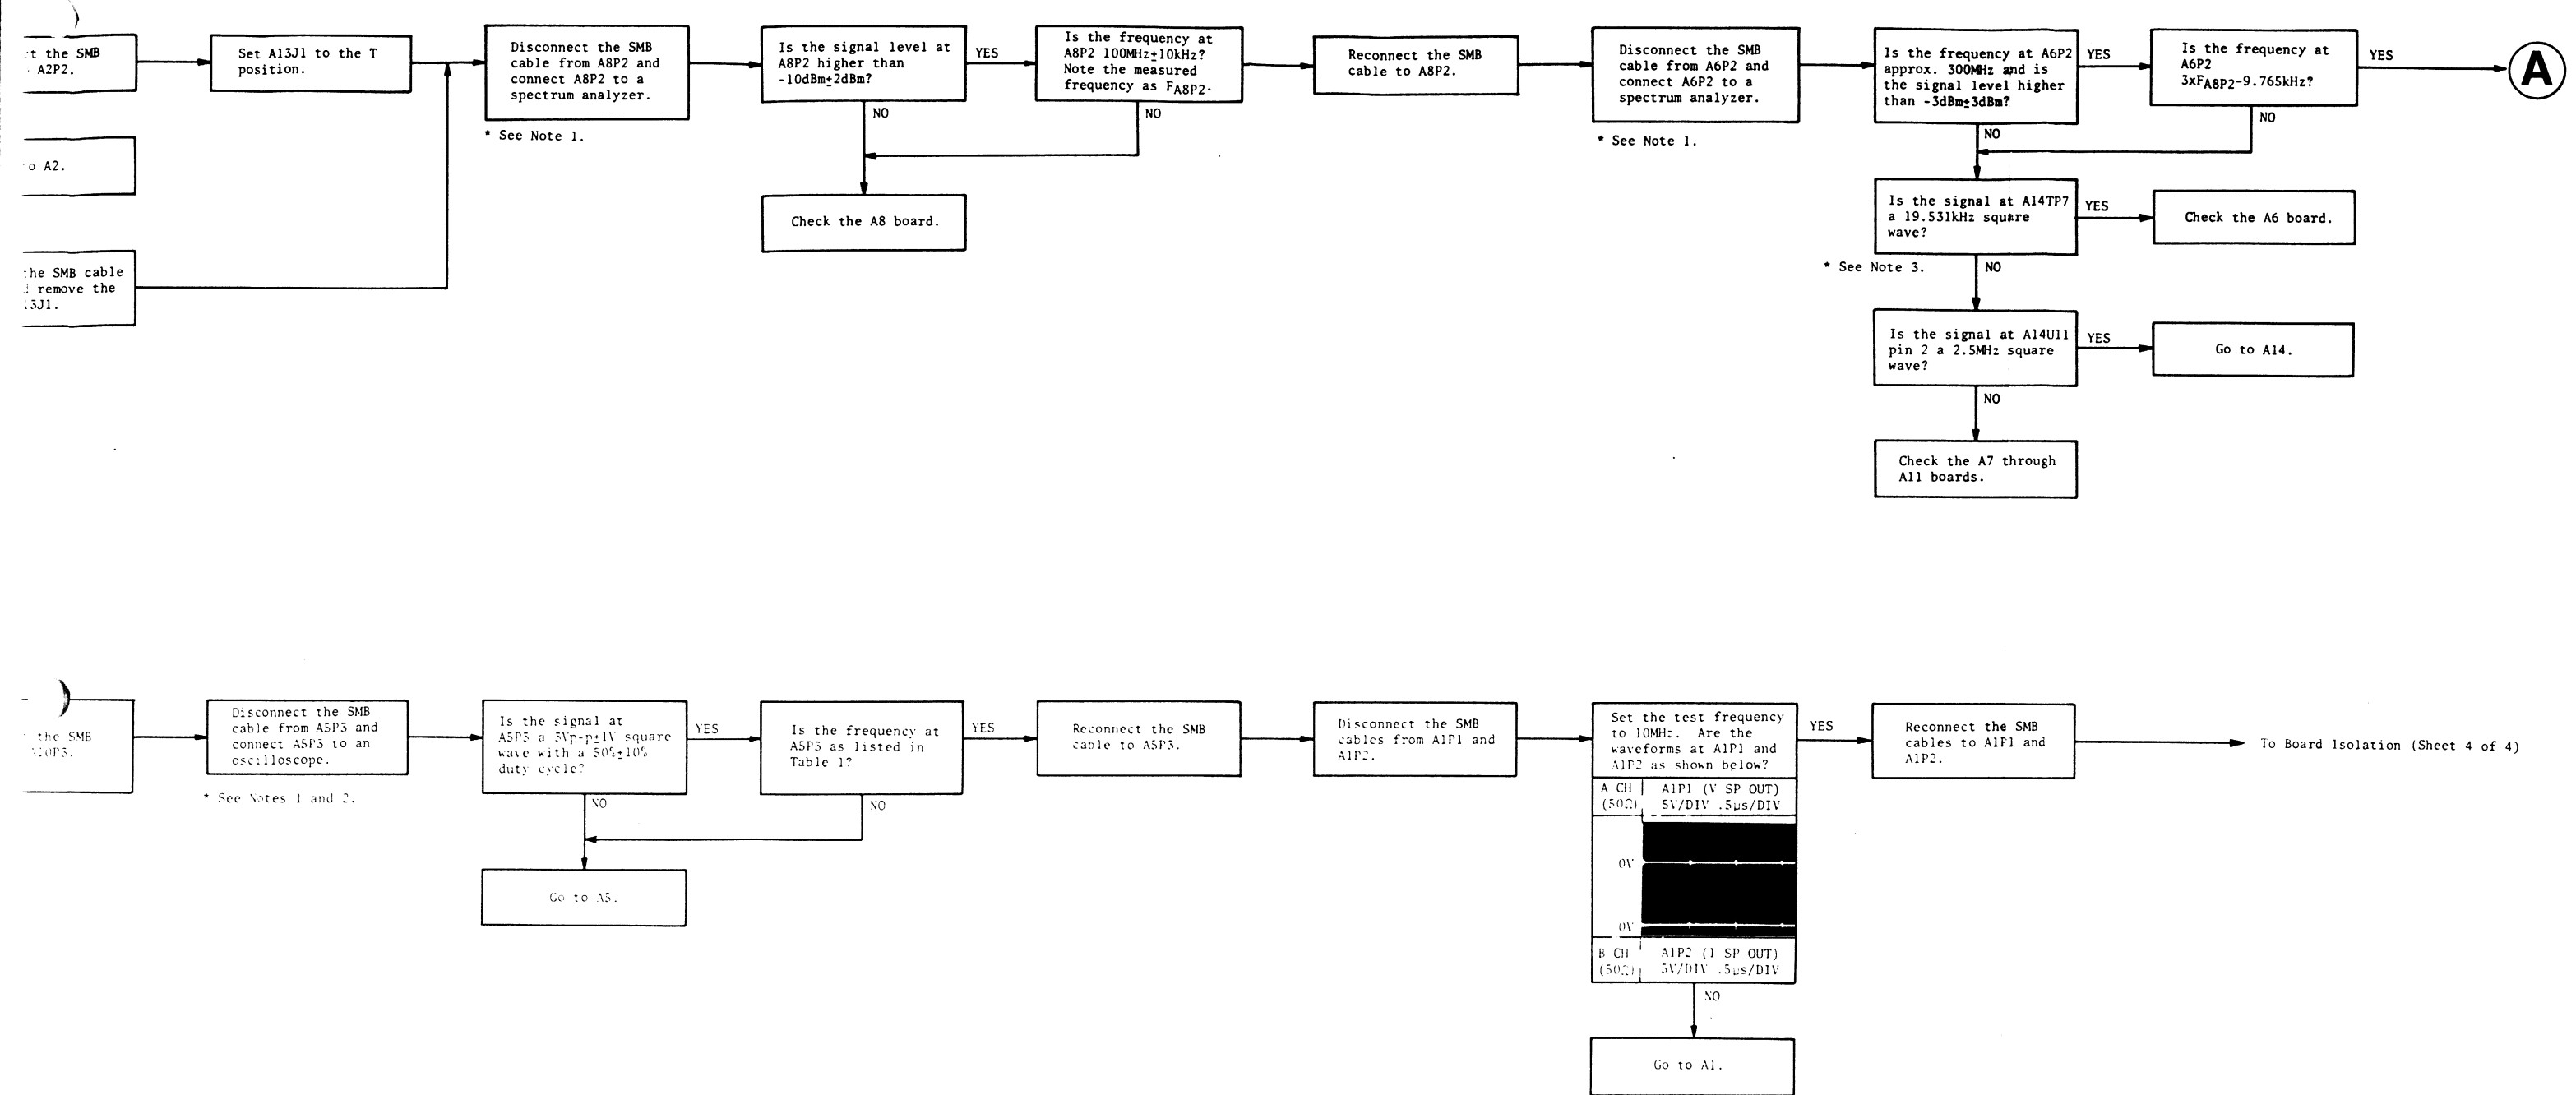 the SMB
A2P2.
Set A13J1 to the T
position.
Disconnect the SMB
cable from A8P2 and
connect A8P2 to a
spectrum analyzer.
* See Note 1.
Is the signal level at
A8P2 higher than
-10dBm±2dBm?
YES
NO
Is the frequency at
A8P2 100MHz±10kHz?
Note the measured
frequency as FA8P2.
NO
Check the A8 board.
Reconnect the SMB
cable to A8P2.
Disconnect the SMB
cable from A6P2 and
connect A6P2 to a
spectrum analyzer.
* See Note 1.
Is the frequency at A6P2
approx. 300MHz and is
the signal level higher
than -3dBm±3dBm?
YES
NO
Is the frequency at
A6P2
3xFA8P2-9.765kHz?
YES
NO
A
Is the signal at A14TP7
a 19.531kHz square
wave?
YES
Check the A6 board.
* See Note 3.
NO
Is the signal at A14U11
pin 2 a 2.5MHz square
wave?
YES
Go to A14.
NO
Check the A7 through
A11 boards.
o A2.
the SMB cable
remove the
3J1.
the SMB
Disconnect the SMB
cable from A5P3 and
connect A5P3 to an
oscilloscope.
* See Notes 1 and 2.
Is the signal at
A5P3 a 3Vp-p±1V square
wave with a 50%±10%
duty cycle?
YES
NO
Is the frequency at
A5P3 as listed in
Table 1?
YES
NO
Go to A5.
Reconnect the SMB
cable to A5P3.
Disconnect the SMB
cables from A1P1 and
A1P2.
Set the test frequency
to 10MHz. Are the
waveforms at A1P1 and
A1P2 as shown below?
YES
A CH A1P1 (V SP OUT)
(50Ω) 5V/DIV .5µs/DIV
0V
0V
B CH A1P2 (I SP OUT)
(50Ω) 5V/DIV .5µs/DIV
NO
Go to A1.
Reconnect the SMB
cables to A1P1 and
A1P2.
To Board Isolation (Sheet 4 of 4)